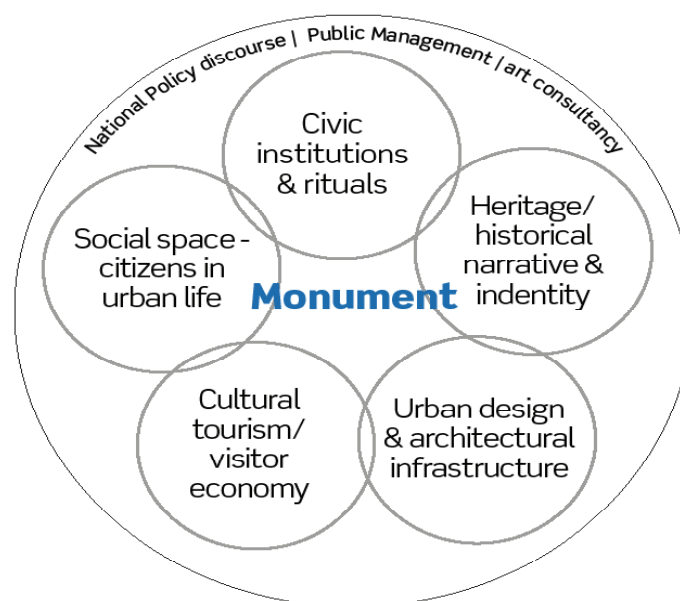 National Policy discourse | Public Management | art consultancy
Civic
institutions
& rituals
Social space -
citizens in
urban life
Heritage/
historical
narrative &
indentity
Monument
Cultural
tourism/
visitor
economy
Urban design
& architectural
infrastructure